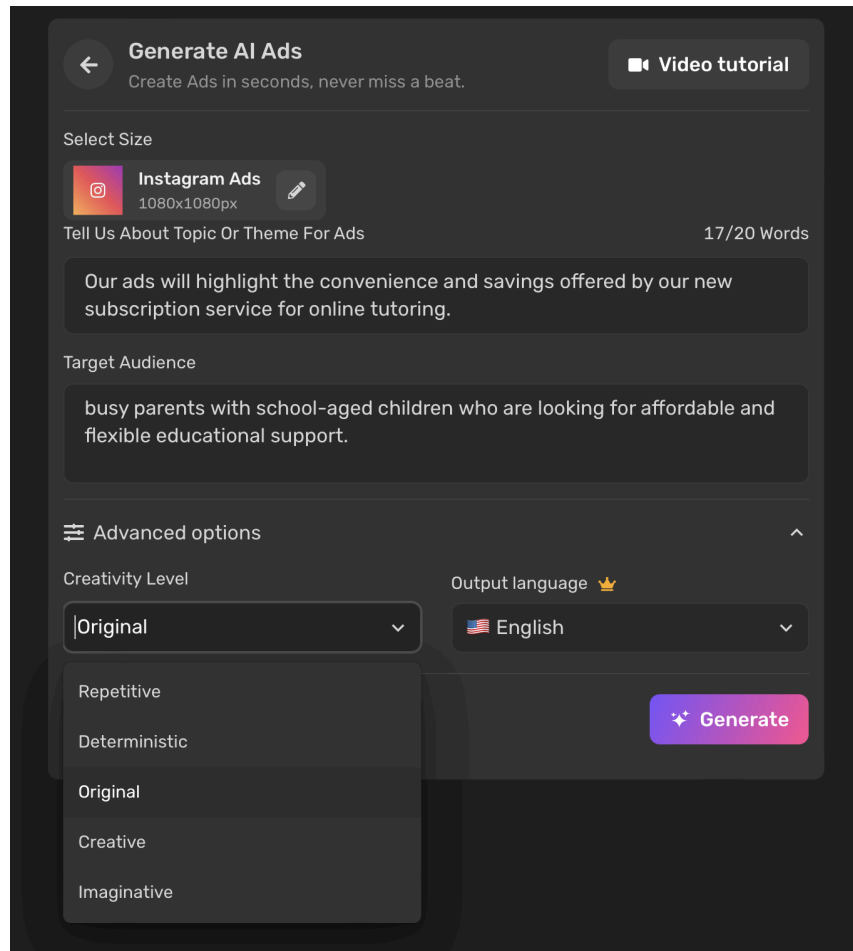 Generate AI Ads
Create Ads in seconds, never miss a beat.
Video tutorial
Select Size
Instagram Ads
1080x1080px
Tell Us About Topic Or Theme For Ads
17/20 Words
Our ads will highlight the convenience and savings offered by our new
subscription service for online tutoring.
Target Audience
busy parents with school-aged children who are looking for affordable and
flexible educational support.
Advanced options
Creativity Level
Output language
Original
English
Repetitive
Deterministic
Original
Creative
Imaginative
Generate